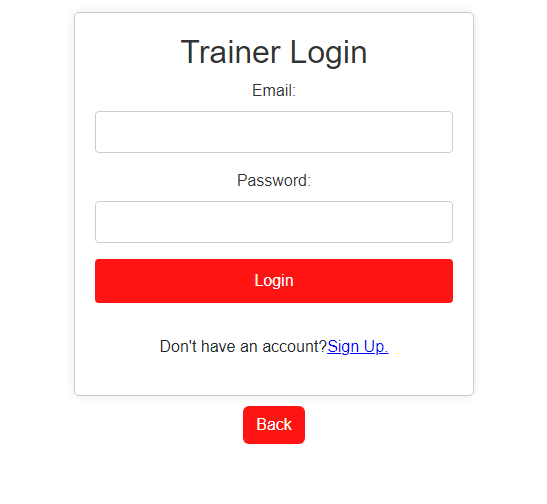 Trainer Login
Email:
Password:
Login
Don't have an account?Sign Up.
Back